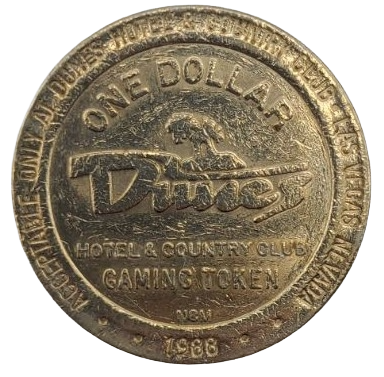 ACCEPTABLE ONLY AT DUNES HOTEL & COUNTRY CLUB LAS VEGAS, NEVADA
ONE DOLLAR
Dunes
HOTEL & COUNTRY CLUB
GAMING TOKEN
NCM
1988